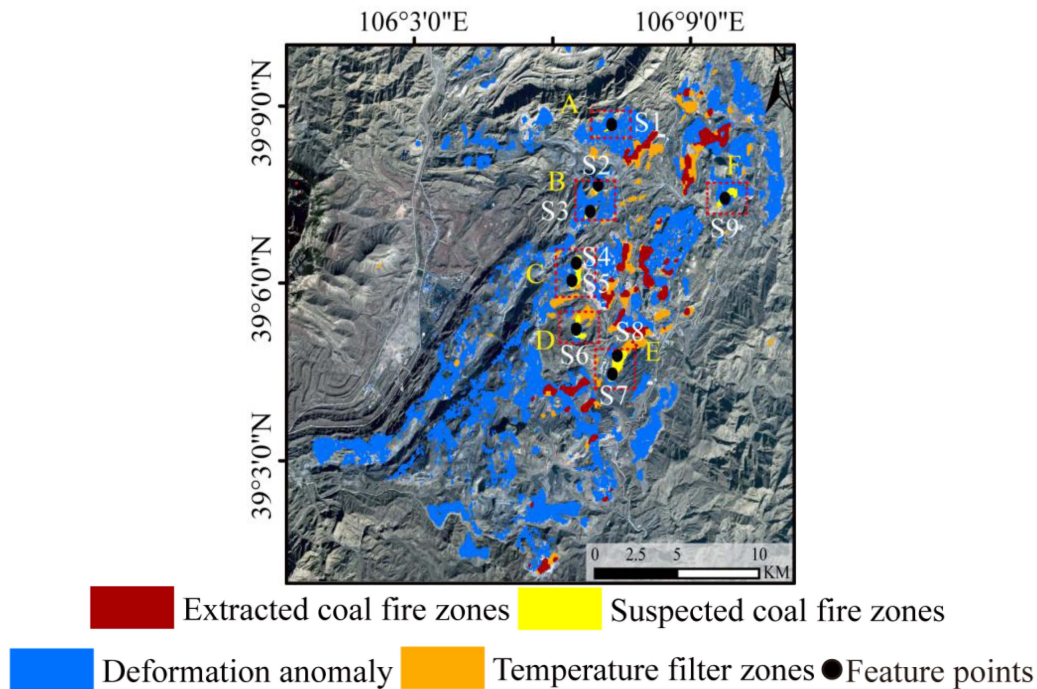 106°3'0"E 106°9'0"E
N
39°9'0"N
39°6'0"N
39°3'0"N
A
S1
S2
F
B
S3
S9
S4
C
S5
S8
D
S6
E
S7
0 2.5 5 10
KM
Extracted coal fire zones Suspected coal fire zones
Deformation anomaly Temperature filter zones Feature points